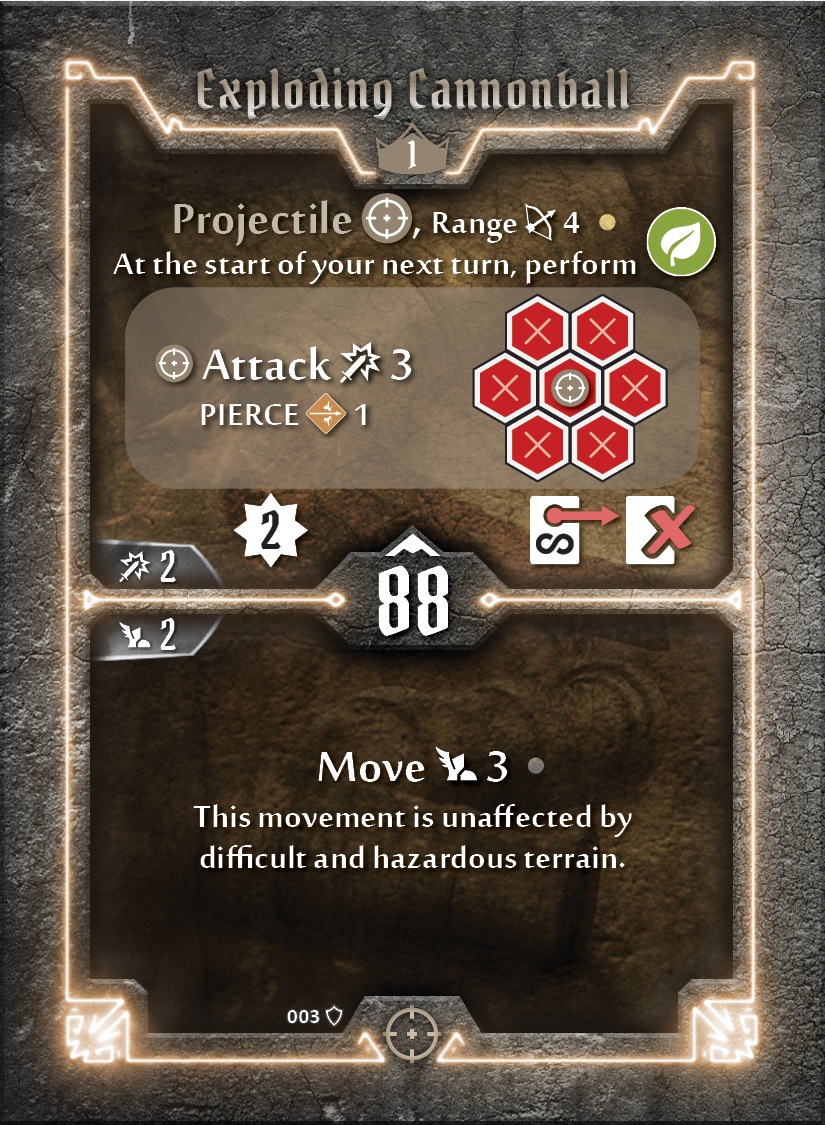 Exploding Cannonball
1
Projectile , Range 4
At the start of your next turn, perform
Attack 3
PIERCE 1
2
2
88
2
Move 3
This movement is unaffected by
difficult and hazardous terrain.
003